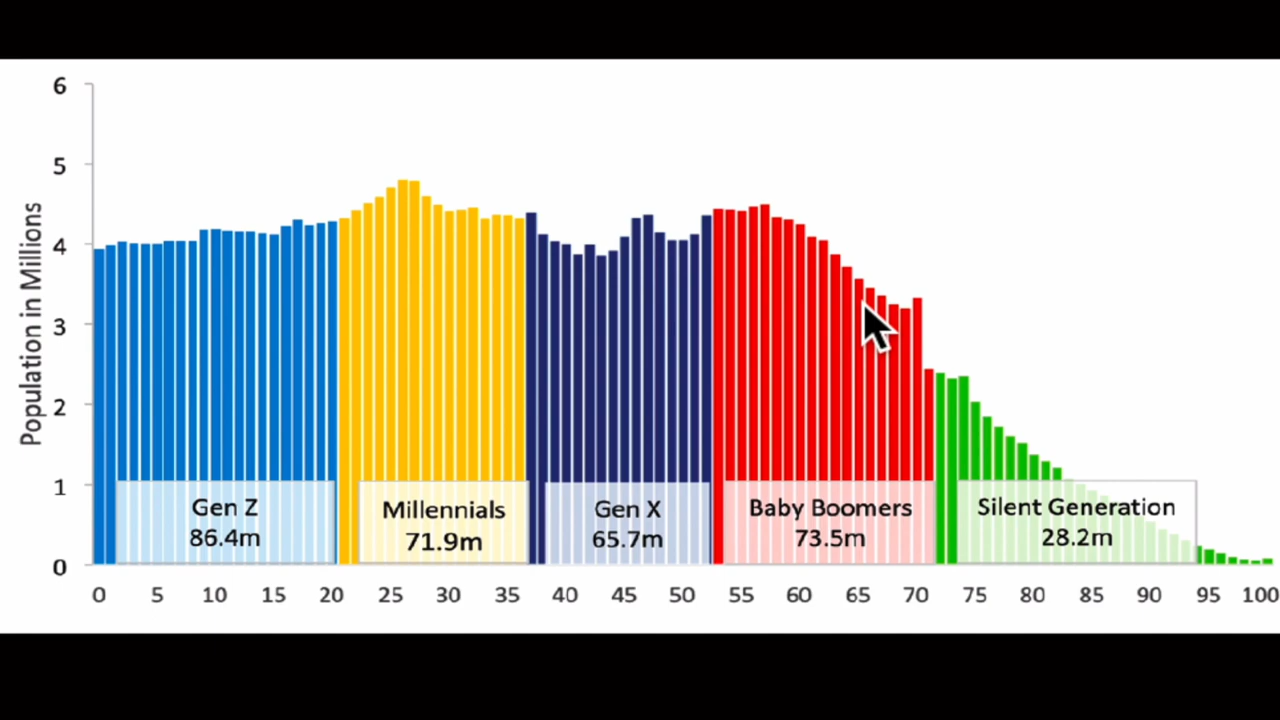 Population in Millions
6
5
4
3
2
1
0
Gen Z
86.4m
Millennials
71.9m
Gen X
65.7m
Baby Boomers
73.5m
Silent Generation
28.2m
0 5 10 15 20 25 30 35 40 45 50 55 60 65 70 75 80 85 90 95 100